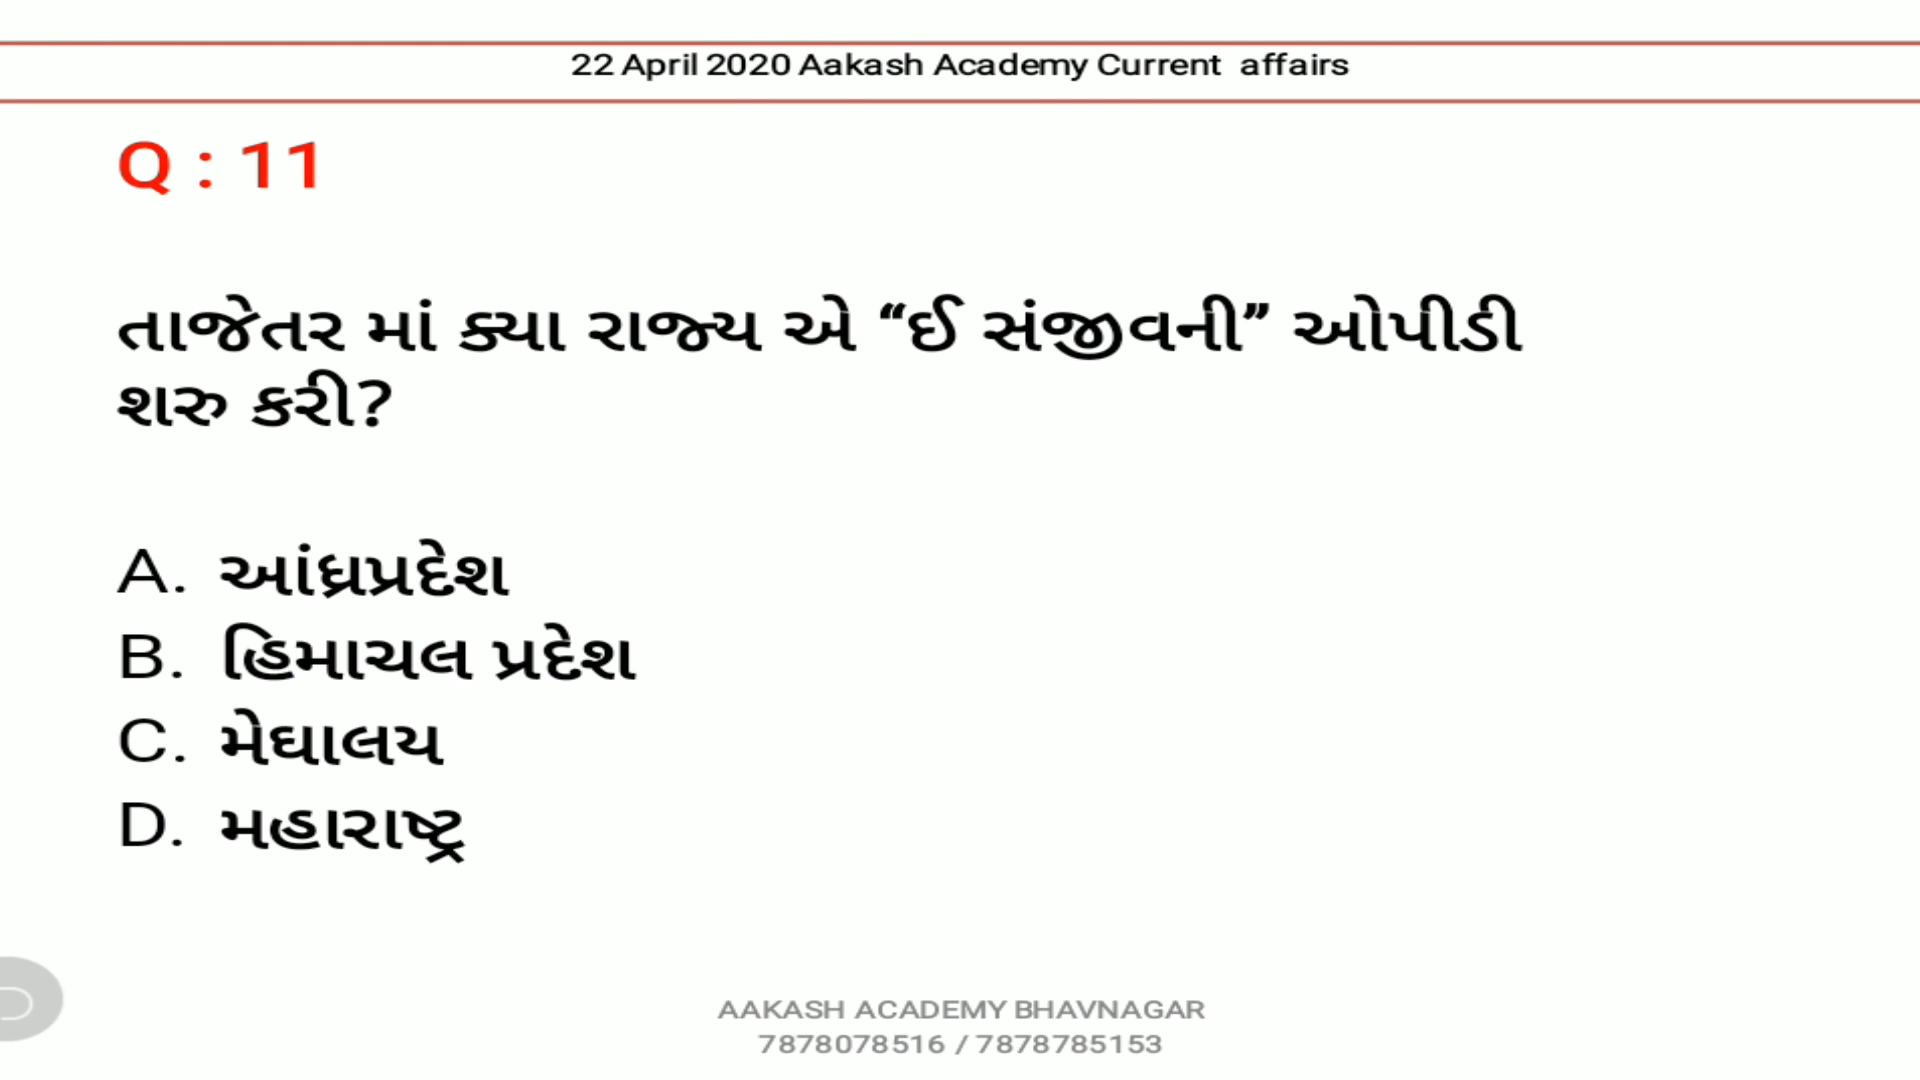 22 April 2020 Aakash Academy Current affairs
Q : 11
તાજેતર માં ક્યા રાજ્ય એ “ઈ સંજીવની” ઓપીડી
શરુ કરી?
A. આંધ્રપ્રદેશ
B. હિમાચલ પ્રદેશ
C. મેઘાલય
D. મહારાષ્ટ્ર
AAKASH ACADEMY BHAVNAGAR
7878078516 / 7878785153